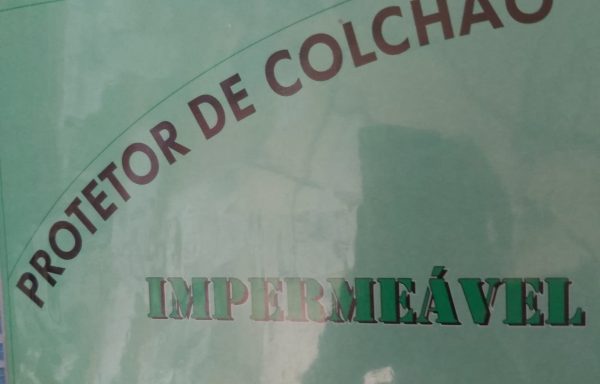 PROTETOR DE COLCHÃO
IMPERMEÁVEL